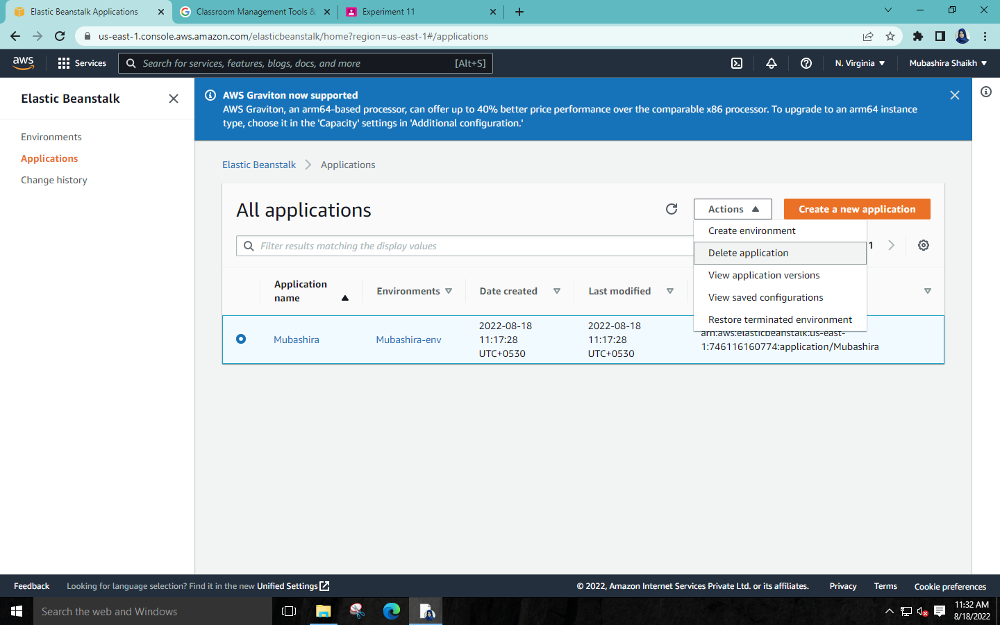 Elastic Beanstalk Applications
Classroom Management Tools &
Experiment 11
us-east-1.console.aws.amazon.com/elasticbeanstalk/home?region=us-east-1#/applications
aws
Services
Search for services, features, blogs, docs, and more
[Alt+S]
N. Virginia
Mubashira Shaikh
Elastic Beanstalk
Environments
Applications
Change history
AWS Graviton now supported
AWS Graviton, an arm64-based processor, can offer up to 40% better price performance over the comparable x86 processor. To upgrade to an arm64 instance
type, choose it in the 'Capacity' settings in 'Additional configuration.'
Elastic Beanstalk
Applications
All applications
Actions
Create a new application
Create environment
Delete application
View application versions
View saved configurations
Restore terminated environment
Filter results matching the display values
1
Application
name
Environments
Date created
Last modified
Mubashira
Mubashira-env
2022-08-18
11:17:28
UTC+0530
2022-08-18
11:17:28
UTC+0530
arn:aws:elasticbeanstalk:us-east-
1:746116160774:application/Mubashira
Feedback
Looking for language selection? Find it in the new Unified Settings
© 2022, Amazon Internet Services Private Ltd. or its affiliates.
Privacy
Terms
Cookie preferences
Search the web and Windows
11:32 AM
8/18/2022